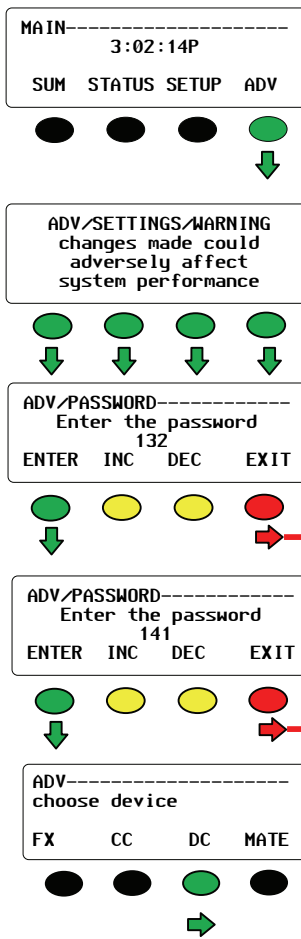 MAIN----------------------
3:02:14P
SUM STATUS SETUP ADV
ADV/SETTINGS/WARNING
changes made could
adversely affect
system performance
ADV/PASSWORD-------------
Enter the password
132
ENTER INC DEC EXIT
ADV/PASSWORD-------------
Enter the password
141
ENTER INC DEC EXIT
ADV----------------------
choose device
FX CC DC MATE